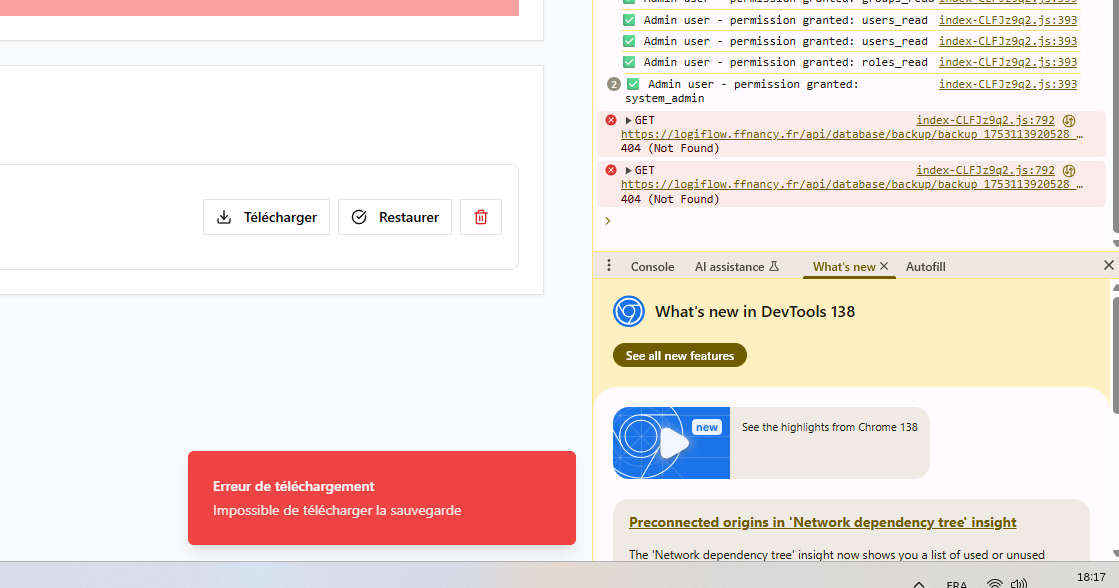 Admin user - permission granted: groups_read index-CLFJz9q2.js:393
Admin user - permission granted: users_read index-CLFJz9q2.js:393
Admin user - permission granted: users_read index-CLFJz9q2.js:393
Admin user - permission granted: roles_read index-CLFJz9q2.js:393
2 Admin user - permission granted: index-CLFJz9q2.js:393
system_admin
GET index-CLFJz9q2.js:792
https://logiflow.ffnancy.fr/api/database/backup/backup_1753113920528_…
404 (Not Found)
GET index-CLFJz9q2.js:792
https://logiflow.ffnancy.fr/api/database/backup/backup_1753113920528_…
404 (Not Found)
Télécharger
Restaurer
Console AI assistance What's new Autofill
What's new in DevTools 138
See all new features
new
See the highlights from Chrome 138
Erreur de téléchargement
Impossible de télécharger la sauvegarde
Preconnected origins in 'Network dependency tree' insight
The 'Network dependency tree' insight now shows you a list of used or unused
18:17
FRA